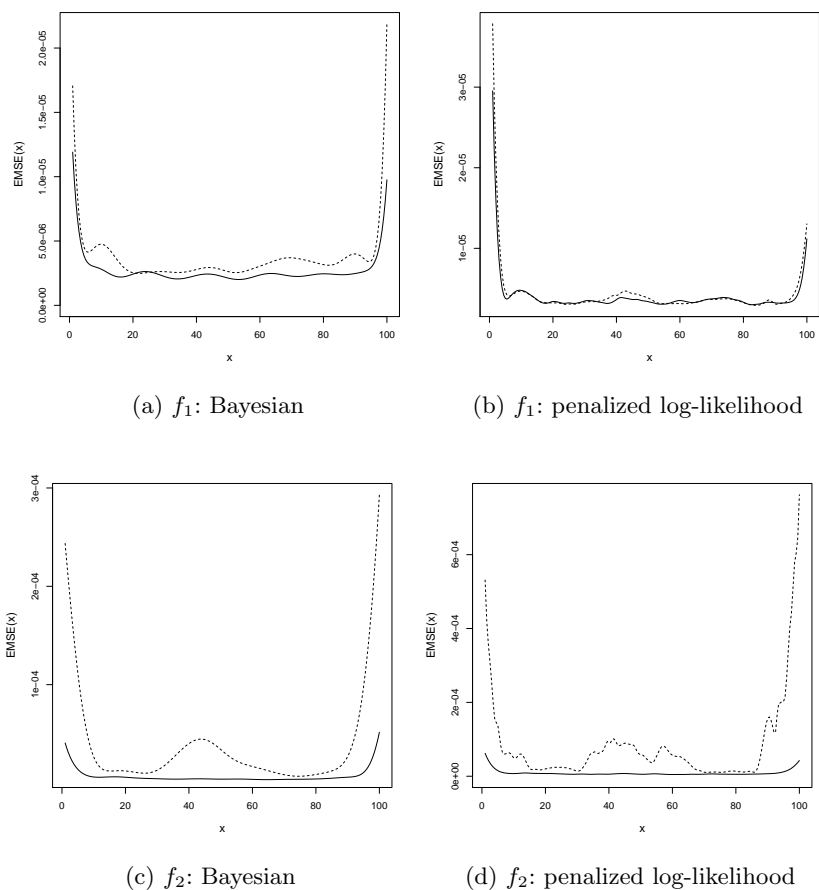 2.0e−05
1.5e−05
1.0e−05
5.0e−06
0.0e+00
EMSE(x)
0 20 40 60 80 100
x
(a) f₁: Bayesian
3e−05
2e−05
1e−05
EMSE(x)
0 20 40 60 80 100
x
(b) f₁: penalized log-likelihood
3e−04
2e−04
1e−04
EMSE(x)
0 20 40 60 80 100
x
(c) f₂: Bayesian
6e−04
4e−04
2e−04
0e+00
EMSE(x)
0 20 40 60 80 100
x
(d) f₂: penalized log-likelihood